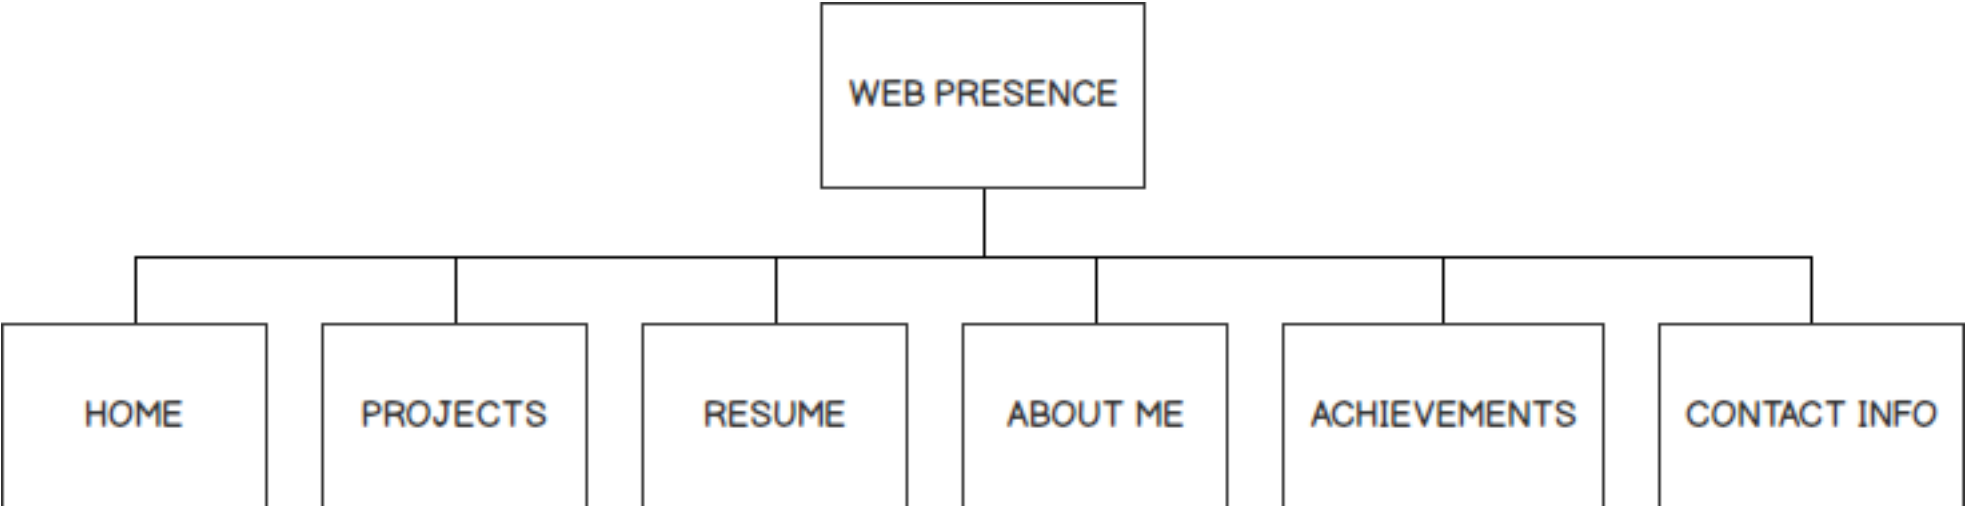 WEB PRESENCE
HOME
PROJECTS
RESUME
ABOUT ME
ACHIEVEMENTS
CONTACT INFO